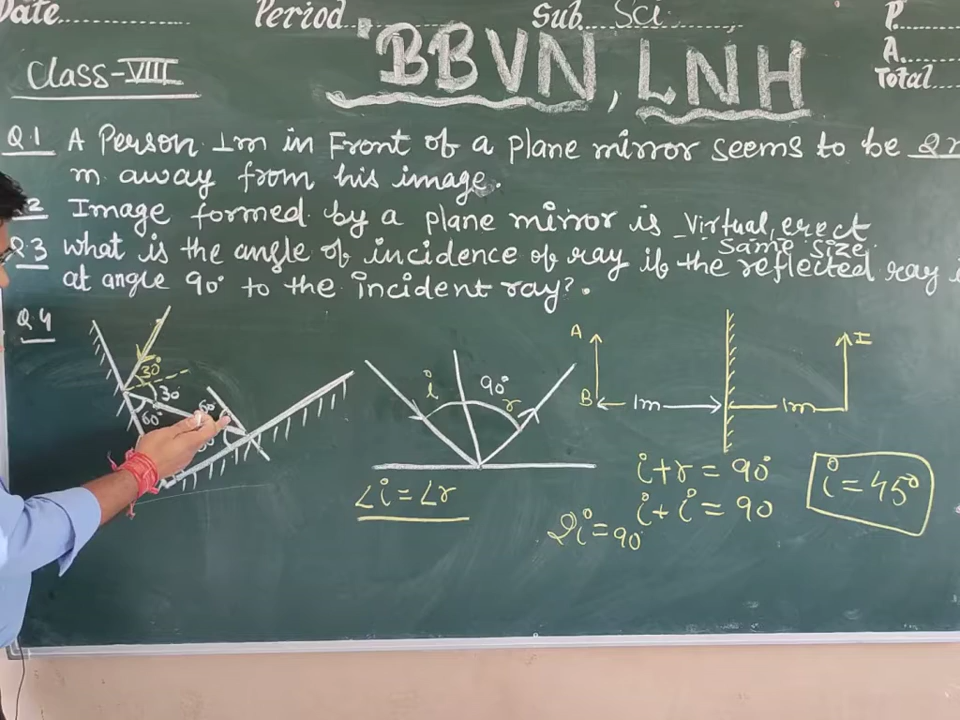 Date...... Period...... Sub. Sci P......
A......
Total......
Class-VIII
BBVN, LNH
Q.1 A Person 1m in Front of a plane mirror seems to be
m away from his image.
Image formed by a plane mirror is Virtual, erect
Same size.
Q.3 what is the angle of incidence of ray if the reflected ray
at angle 90° to the incident ray?.
Q.4
30°
30
60°
60°
i 90° r
∠i = ∠r
A
B
1m 1m
I
i + r = 90°
i + i = 90
2i = 90
i = 45°